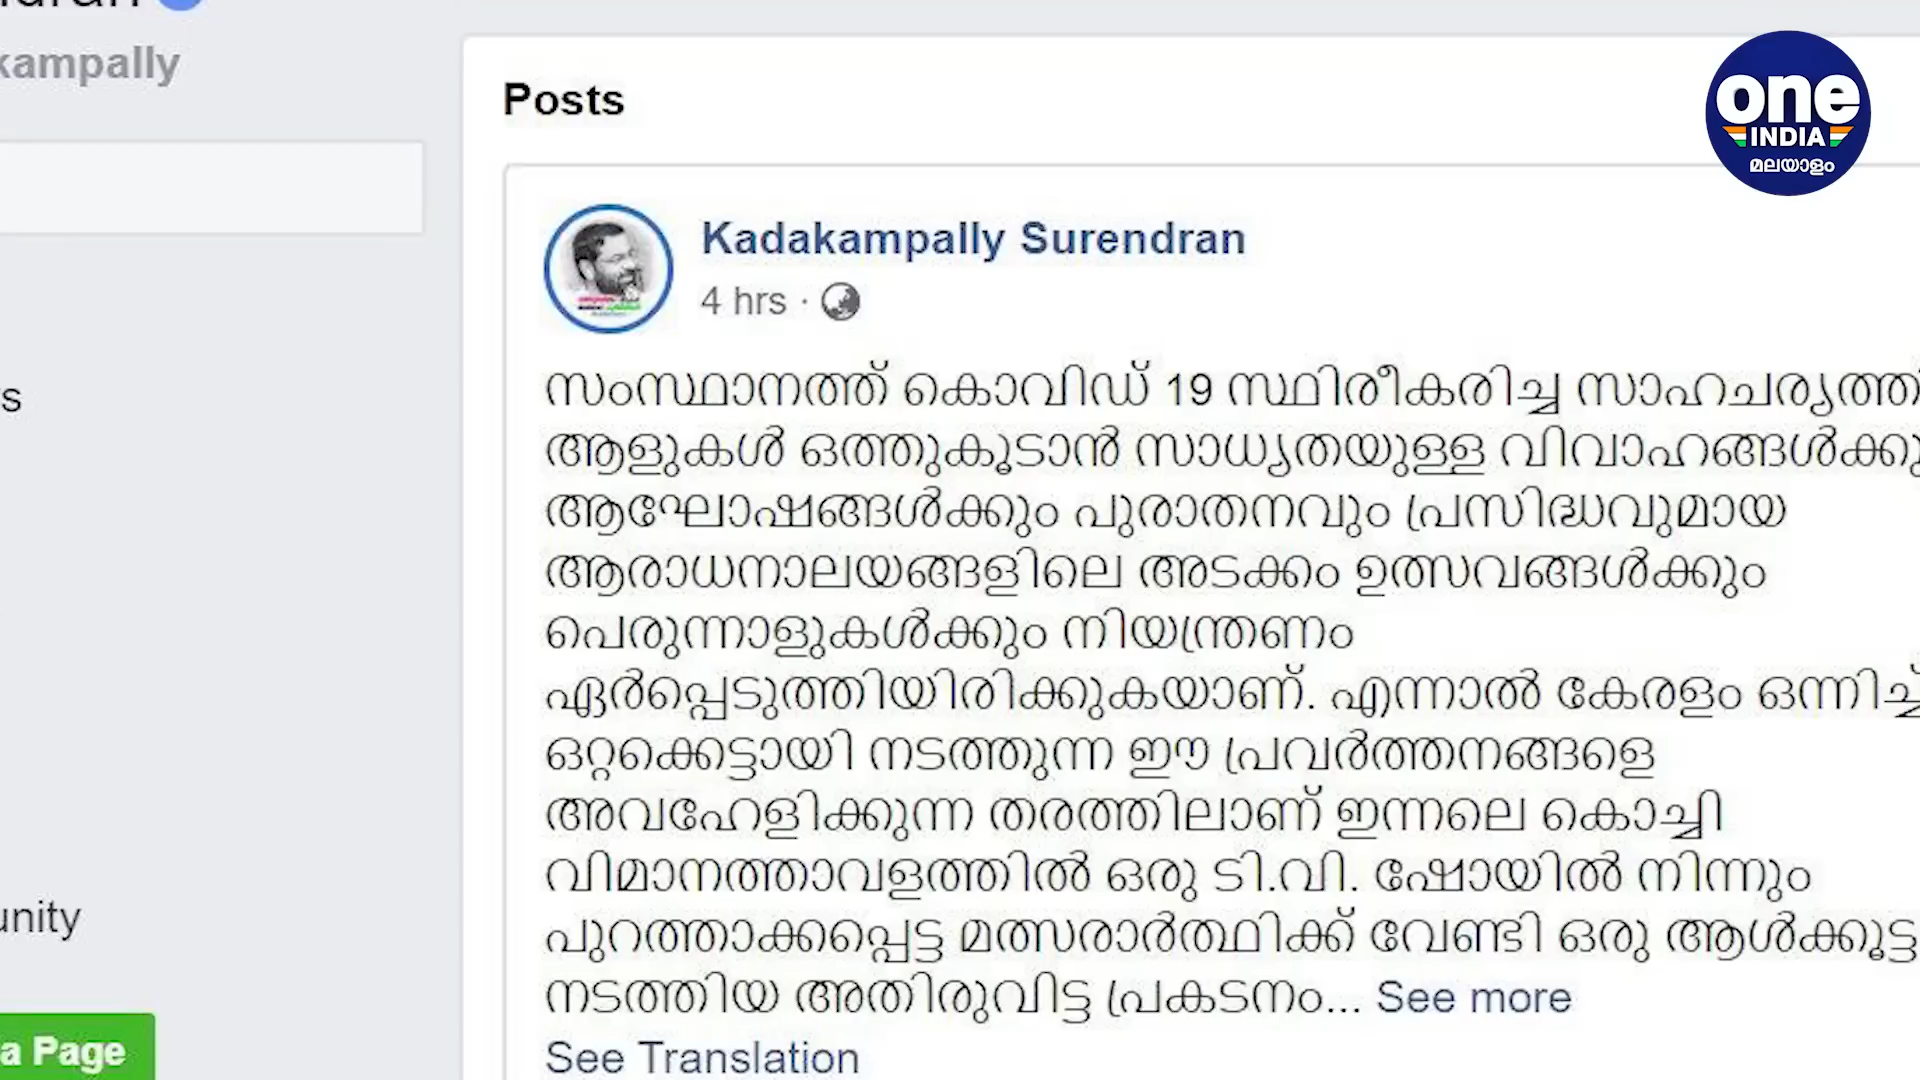 kampally
Posts
one
INDIA
മലയാളം
Kadakampally Surendran
4 hrs ·
സംസ്ഥാനത്ത് കൊവിഡ് 19 സ്ഥിരീകരിച്ച സാഹചര്യത്തി
ആളുകൾ ഒത്തുകൂടാൻ സാധ്യതയുള്ള വിവാഹങ്ങൾക്കു
ആഘോഷങ്ങൾക്കും പുരാതനവും പ്രസിദ്ധവുമായ
ആരാധനാലയങ്ങളിലെ അടക്കം ഉത്സവങ്ങൾക്കും
പെരുന്നാളുകൾക്കും നിയന്ത്രണം
ഏർപ്പെടുത്തിയിരിക്കുകയാണ്. എന്നാൽ കേരളം ഒന്നിച്ച്
ഒറ്റക്കെട്ടായി നടത്തുന്ന ഈ പ്രവർത്തനങ്ങളെ
അവഹേളിക്കുന്ന തരത്തിലാണ് ഇന്നലെ കൊച്ചി
വിമാനത്താവളത്തിൽ ഒരു ടി.വി. ഷോയിൽ നിന്നും
പുറത്താക്കപ്പെട്ട മത്സരാർത്ഥിക്ക് വേണ്ടി ഒരു ആൾക്കൂട്ട
നടത്തിയ അതിരുവിട്ട പ്രകടനം... See more
See Translation
s
unity
a Page